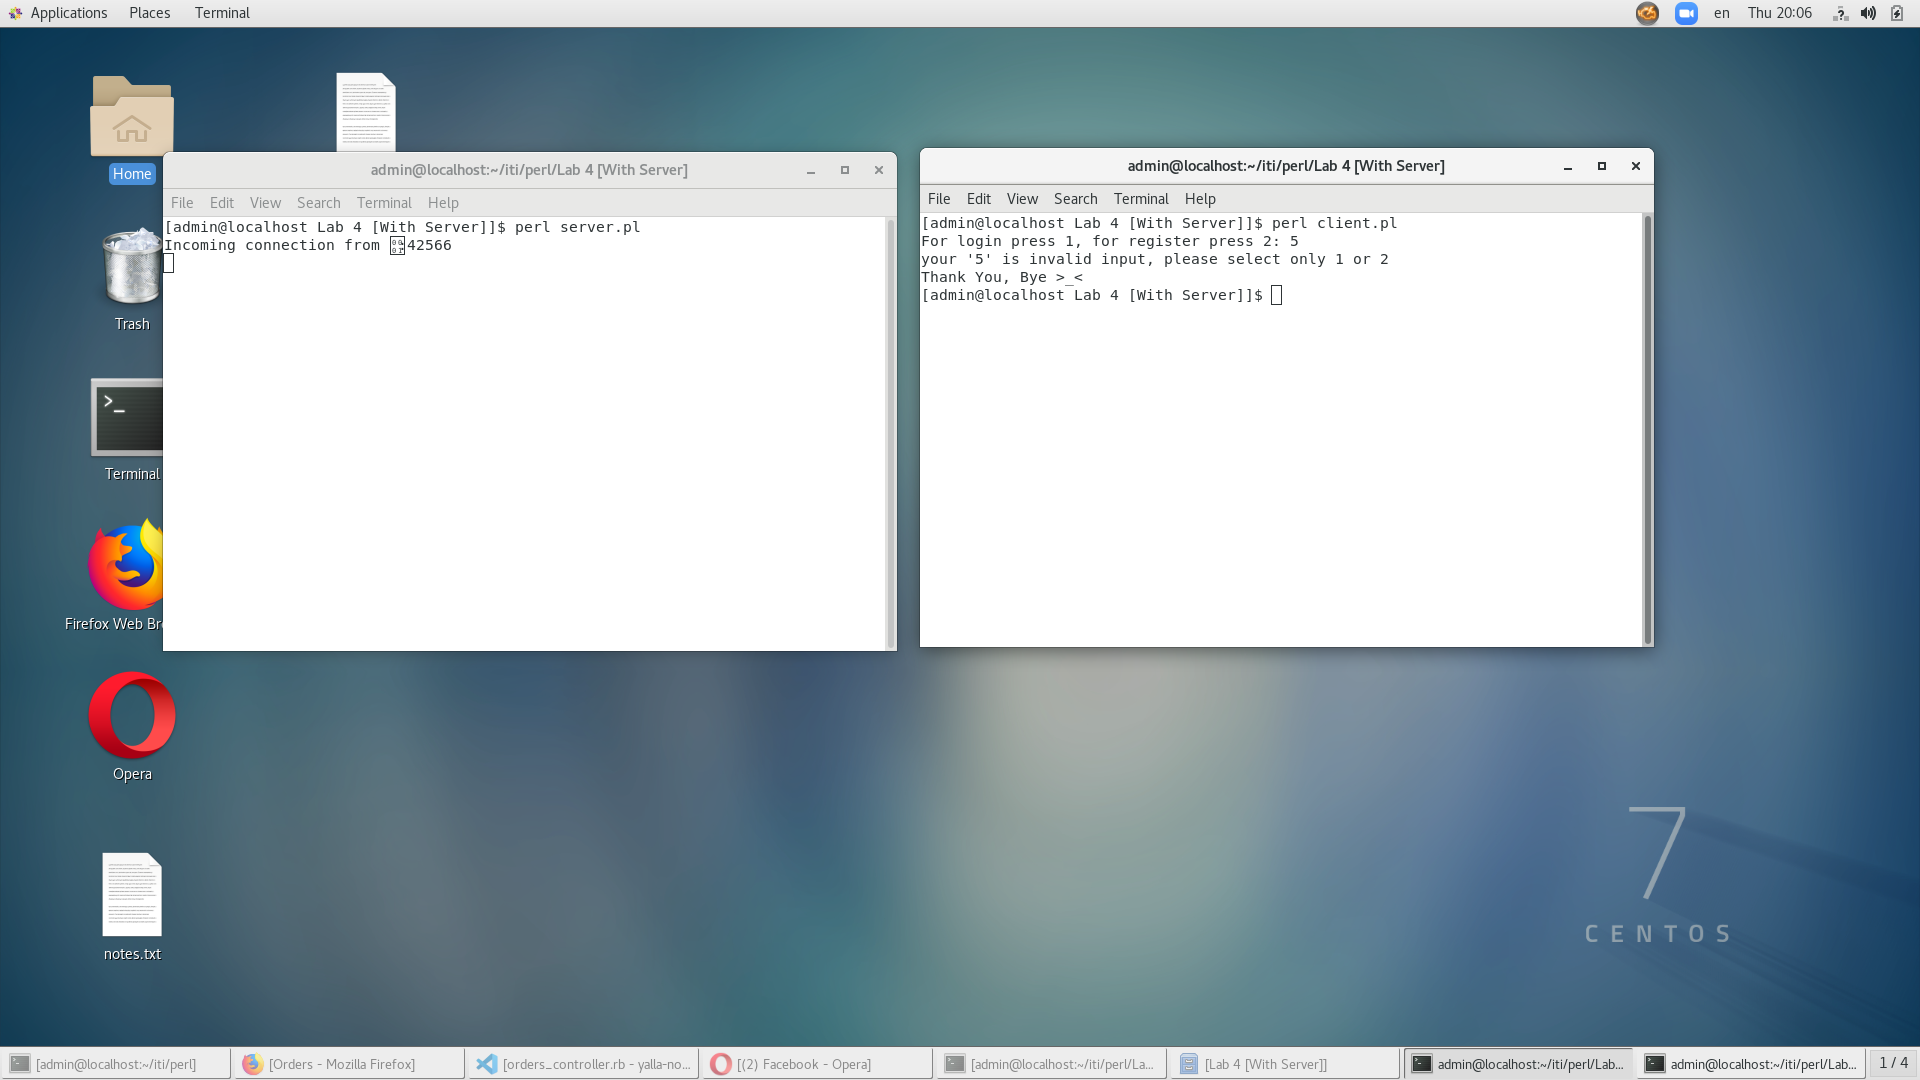 Applications Places Terminal
en Thu 20:06
Home
Trash
Terminal
Firefox Web Br
Opera
notes.txt
admin@localhost:~/iti/perl/Lab 4 [With Server]
File Edit View Search Terminal Help
[admin@localhost Lab 4 [With Server]]$ perl server.pl
Incoming connection from 42566
admin@localhost:~/iti/perl/Lab 4 [With Server]
File Edit View Search Terminal Help
[admin@localhost Lab 4 [With Server]]$ perl client.pl
For login press 1, for register press 2: 5
your '5' is invalid input, please select only 1 or 2
Thank You, Bye >_<
[admin@localhost Lab 4 [With Server]]$
7
CENTOS
[admin@localhost:~/iti/perl] [Orders - Mozilla Firefox] [orders_controller.rb - yalla-no... [(2) Facebook - Opera] [admin@localhost:~/iti/perl/La... [Lab 4 [With Server]] admin@localhost:~/iti/perl/Lab... admin@localhost:~/iti/perl/Lab... 1 / 4